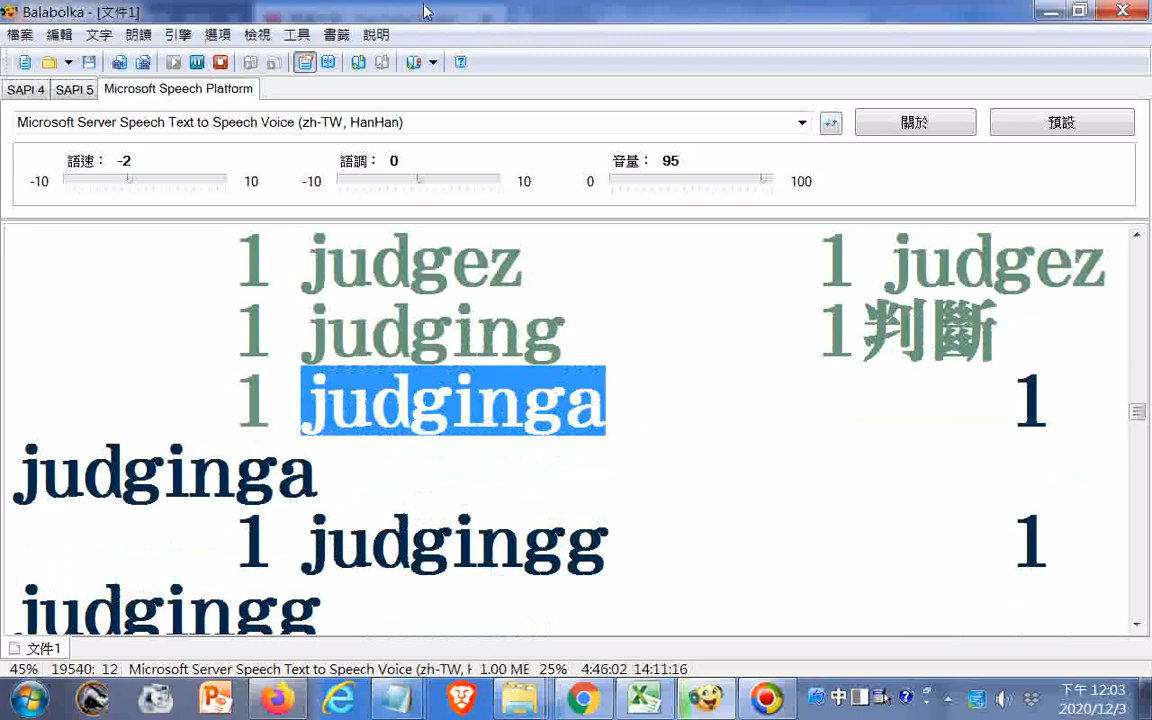 Balabolka - [文件1]
檔案 編輯 文字 朗讀 引擎 選項 檢視 工具 書籤 說明
SAPI 4 SAPI 5 Microsoft Speech Platform
Microsoft Server Speech Text to Speech Voice (zh-TW, HanHan) 關於 預設
語速： -2 語調： 0 音量： 95
-10 10 -10 10 0 100
1 judgez 1 judgez
1 judging 1判斷
1 judginga 1
judginga
1 judgingg 1
judgingg
文件1
45% 19540: 12 Microsoft Server Speech Text to Speech Voice (zh-TW, 1.00 ME 25% 4:46:02 14:11:16
中 下午 12:03
2020/12/3